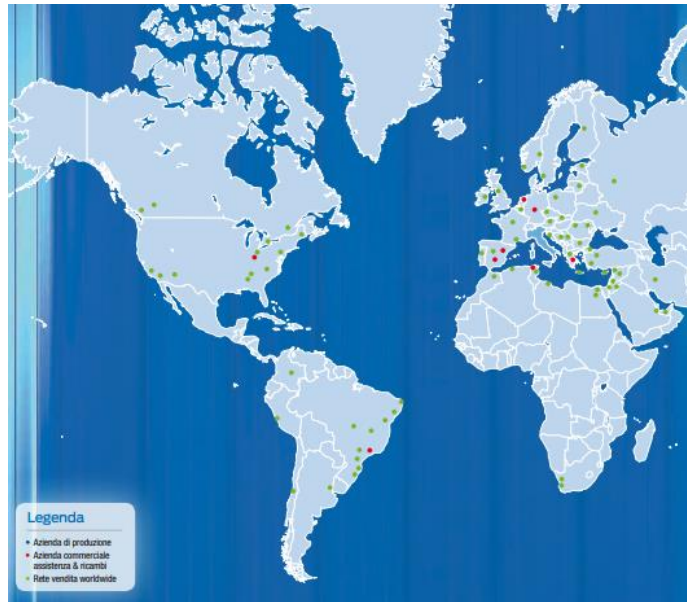 Legenda
Azienda di produzione
Azienda commerciale
assistenza & ricambi
Rete vendita worldwide